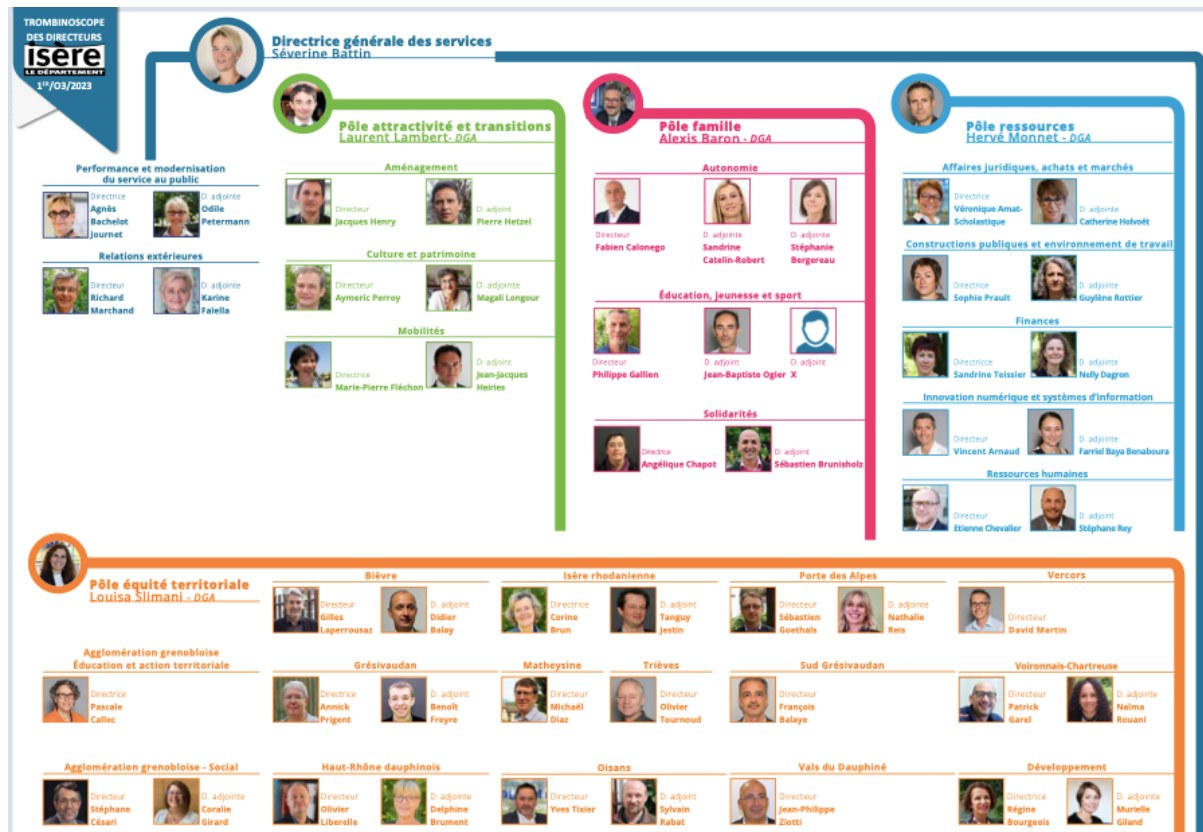 TROMBINOSCOPE
DES DIRECTEURS
isère
LE DÉPARTEMENT
1ER/O3/2023
Directrice générale des services
Séverine Battin
Performance et modernisation
du service au public
Directrice
Agnès
Bachelot
Journet
D. adjointe
Odile
Petermann
Relations extérieures
Directeur
Richard
Marchand
D. adjointe
Karine
Faïella
Pôle attractivité et transitions
Laurent Lambert- DGA
Aménagement
Directeur
Jacques Henry
D. adjoint
Pierre Hetzel
Culture et patrimoine
Directeur
Aymeric Perroy
D. adjointe
Magali Longour
Mobilités
Directrice
Marie-Pierre Fléchon
D. adjoint
Jean-Jacques
Heiries
Pôle famille
Alexis Baron - DGA
Autonomie
Directeur
Fabien Calonego
D. adjointe
Sandrine
Catelin-Robert
D. adjointe
Stéphanie
Bergereau
Éducation, jeunesse et sport
Directeur
Philippe Gallien
D. adjoint
Jean-Baptiste Ogier
D. adjoint
X
Solidarités
Directrice
Angélique Chapot
D. adjoint
Sébastien Brunisholz
Pôle ressources
Hervé Monnet - DGA
Affaires juridiques, achats et marchés
Directrice
Véronique Amat-
Scholastique
D. adjointe
Catherine Holvoët
Constructions publiques et environnement de travail
Directrice
Sophie Prault
D. adjointe
Guylène Rottier
Finances
Directricce
Sandrine Teissier
D. adjointe
Nelly Dagron
Innovation numérique et systèmes d'information
Directeur
Vincent Arnaud
D. adjointe
Farriel Baya Benaboura
Ressources humaines
Directeur
Etienne Chevalier
D. adjoint
Stéphane Rey
Pôle équité territoriale
Louisa Slimani - DGA
Bièvre
Directeur
Gilles
Laperrousaz
D. adjoint
Didier
Balay
Isère rhodanienne
Directrice
Corine
Brun
D. adjoint
Tanguy
Jestin
Porte des Alpes
Directeur
Sébastien
Goethals
D. adjointe
Nathalie
Reis
Vercors
Directeur
David Martin
Agglomération grenobloise
Éducation et action territoriale
Directrice
Pascale
Callec
Grésivaudan
Directrice
Annick
Prigent
D. adjoint
Benoît
Freyre
Matheysine
Directeur
Michaël
Diaz
Trièves
Directeur
Olivier
Tournoud
Sud Grésivaudan
Directeur
François
Balaye
Voironnais-Chartreuse
Directeur
Patrick
Garel
D. adjointe
Naïma
Rouani
Agglomération grenobloise - Social
Directeur
Stéphane
Césari
D. adjointe
Coralie
Girard
Haut-Rhône dauphinois
Directeur
Olivier
Liberelle
D. adjointe
Delphine
Brument
Oisans
Directeur
Yves Tixier
D. adjoint
Sylvain
Rabat
Vals du Dauphiné
Directeur
Jean-Philippe
Ziotti
Développement
Directrice
Régine
Bourgeois
D. adjointe
Murielle
Giland